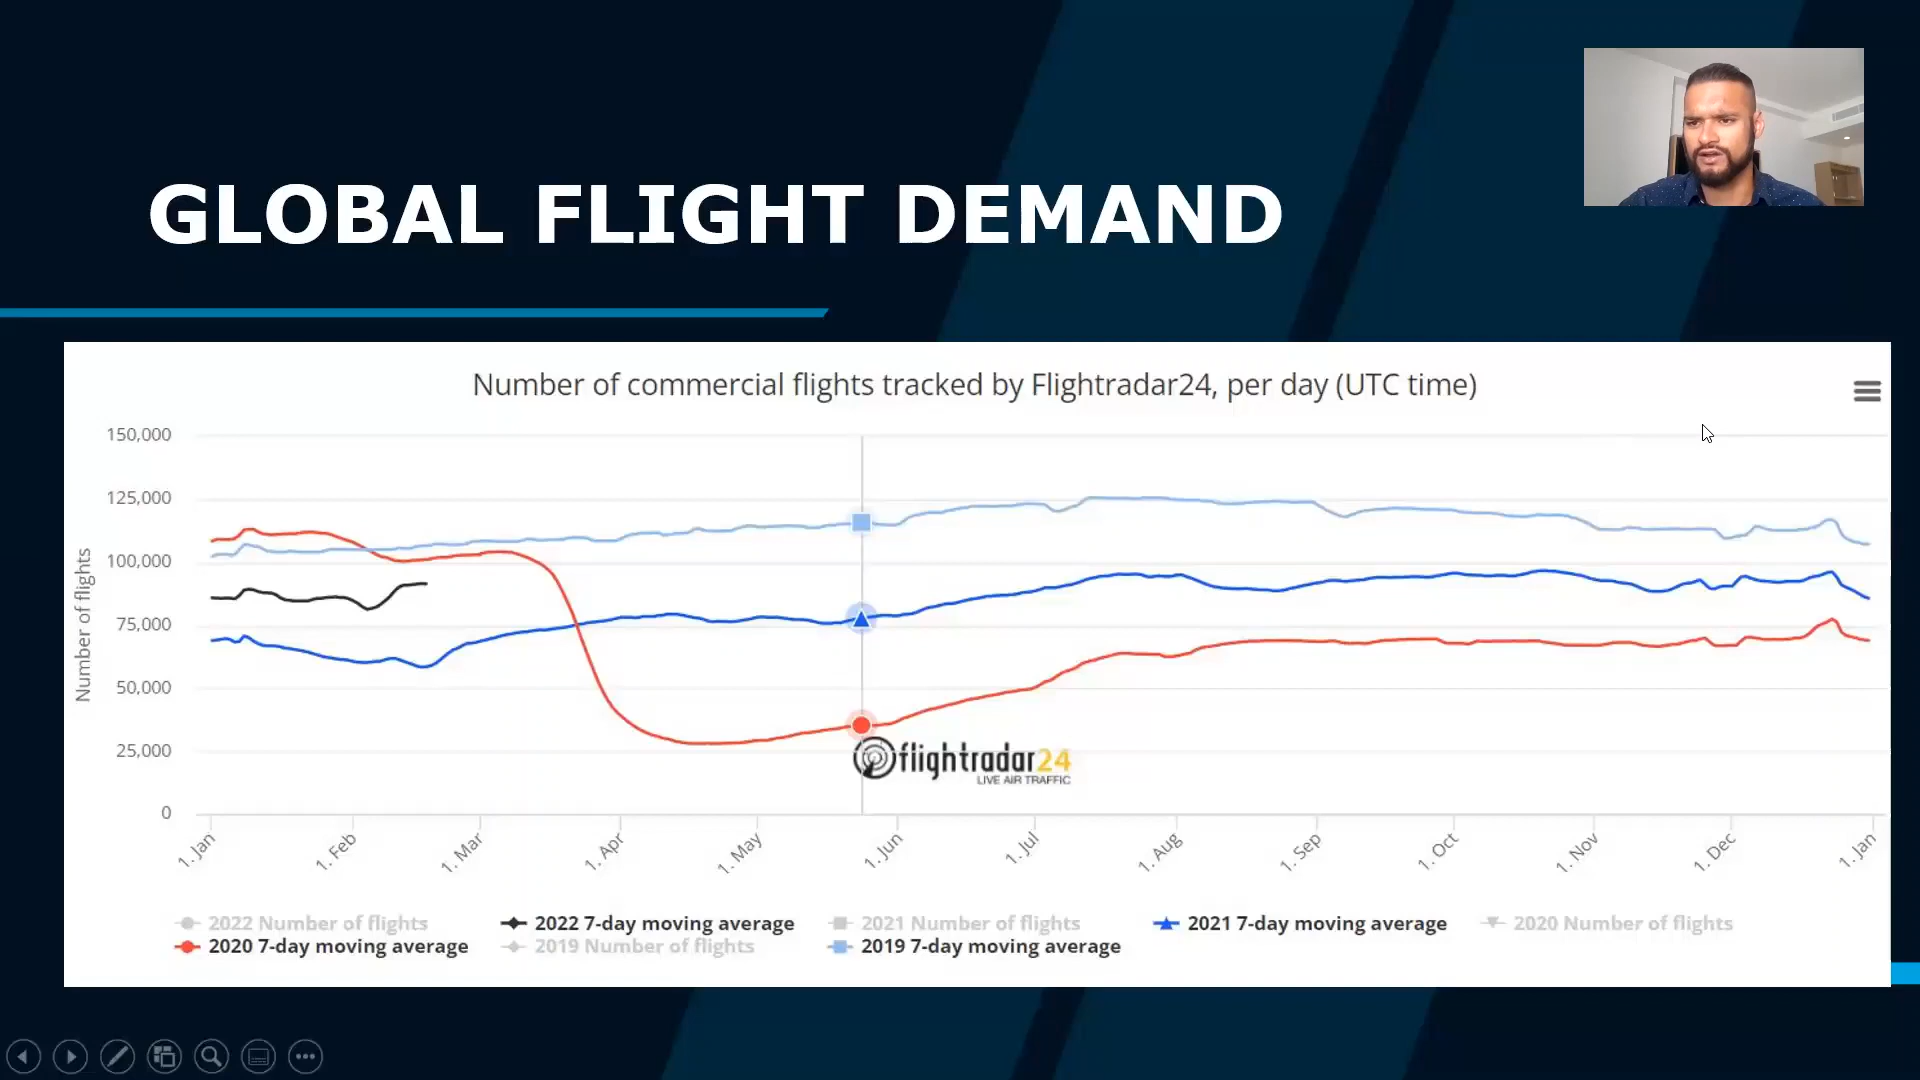 GLOBAL FLIGHT DEMAND
Number of commercial flights tracked by Flightradar24, per day (UTC time)
150,000
125,000
100,000
75,000
50,000
25,000
0
Number of flights
flightradar24
LIVE AIR TRAFFIC
1. Jan
1. Feb
1. Mar
1. Apr
1. May
1. Jun
1. Jul
1. Aug
1. Sep
1. Oct
1. Nov
1. Dec
1. Jan
2022 Number of flights 2022 7-day moving average 2021 Number of flights 2021 7-day moving average 2020 Number of flights
2020 7-day moving average 2019 Number of flights 2019 7-day moving average